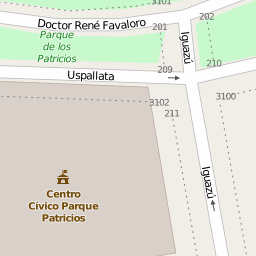 3101
Doctor René Favaloro
201
202
Parque
de los
Patricios
Iguazú
Uspallata
209
210
3102
3100
211
Iguazú
Centro
Cívico Parque
Patricios